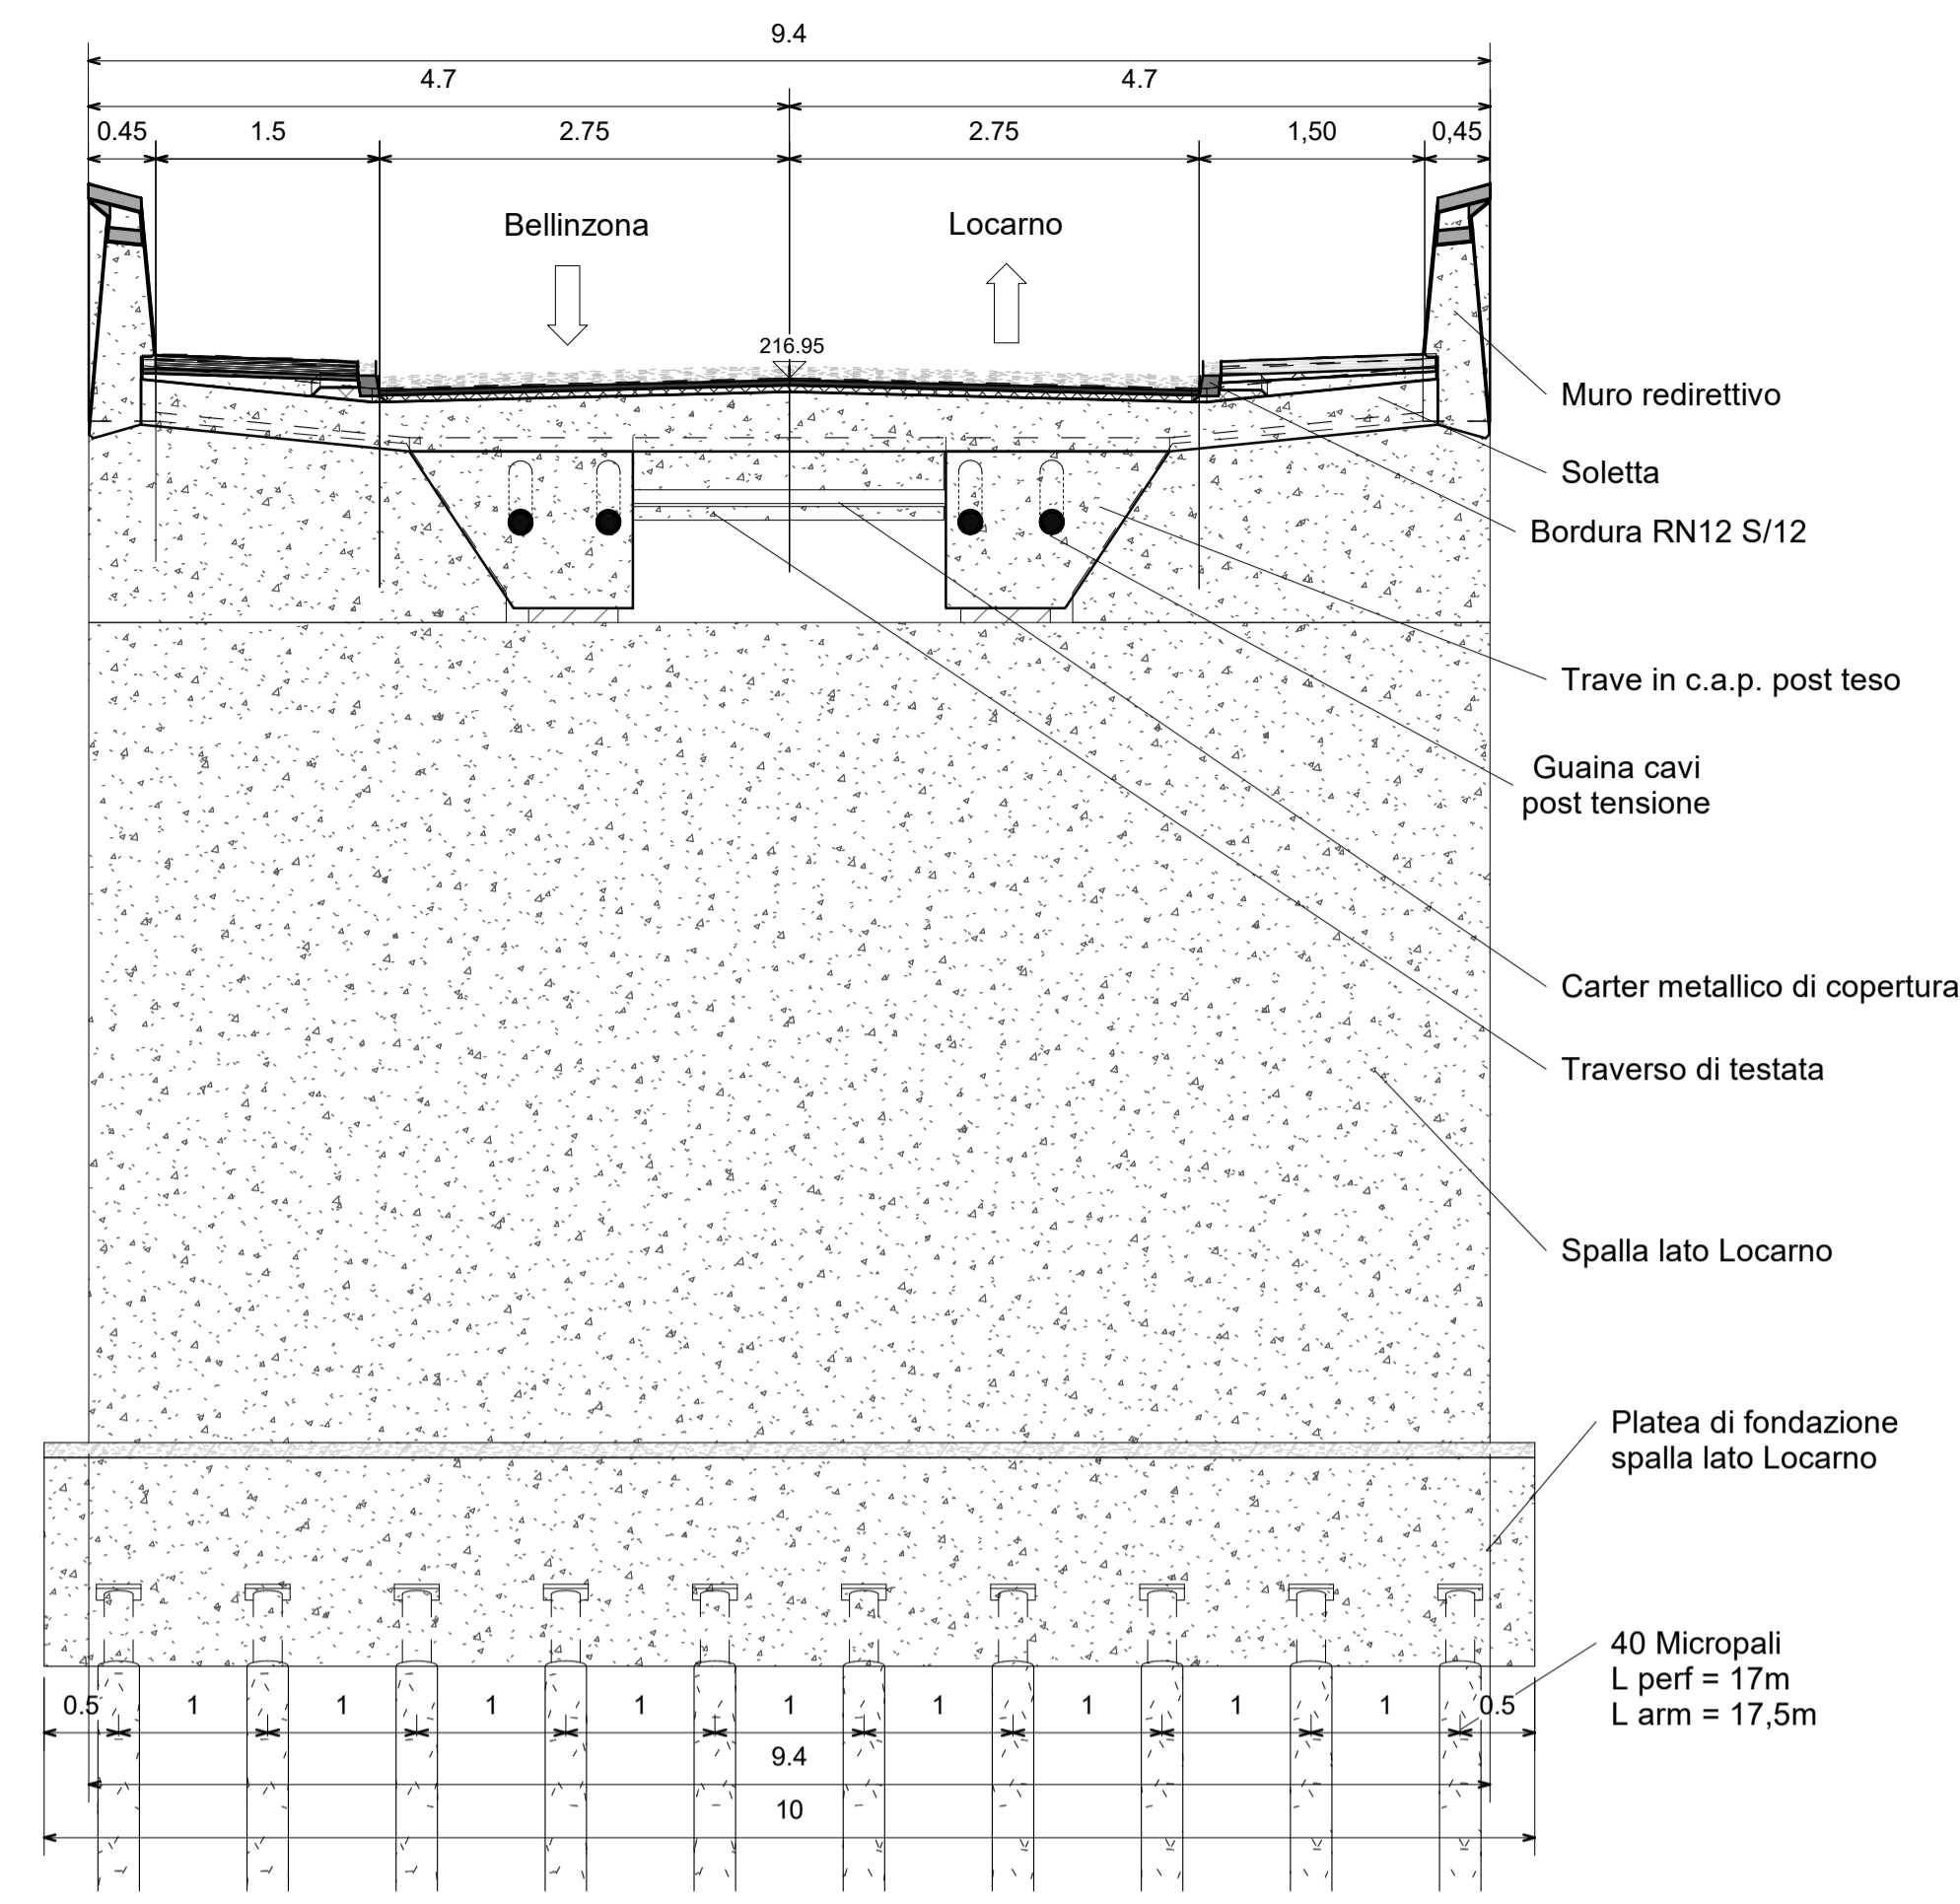 9.4
4.7 4.7
0.45 1.5 2.75 2.75 1,50 0,45
Bellinzona Locarno
216.95
Muro redirettivo
Soletta
Bordura RN12 S/12
Trave in c.a.p. post teso
Guaina cavi
post tensione
Carter metallico di copertura
Traverso di testata
Spalla lato Locarno
Platea di fondazione
spalla lato Locarno
40 Micropali
L perf = 17m
L arm = 17,5m
0.5 1 1 1 1 1 1 1 1 1 0.5
9.4
10